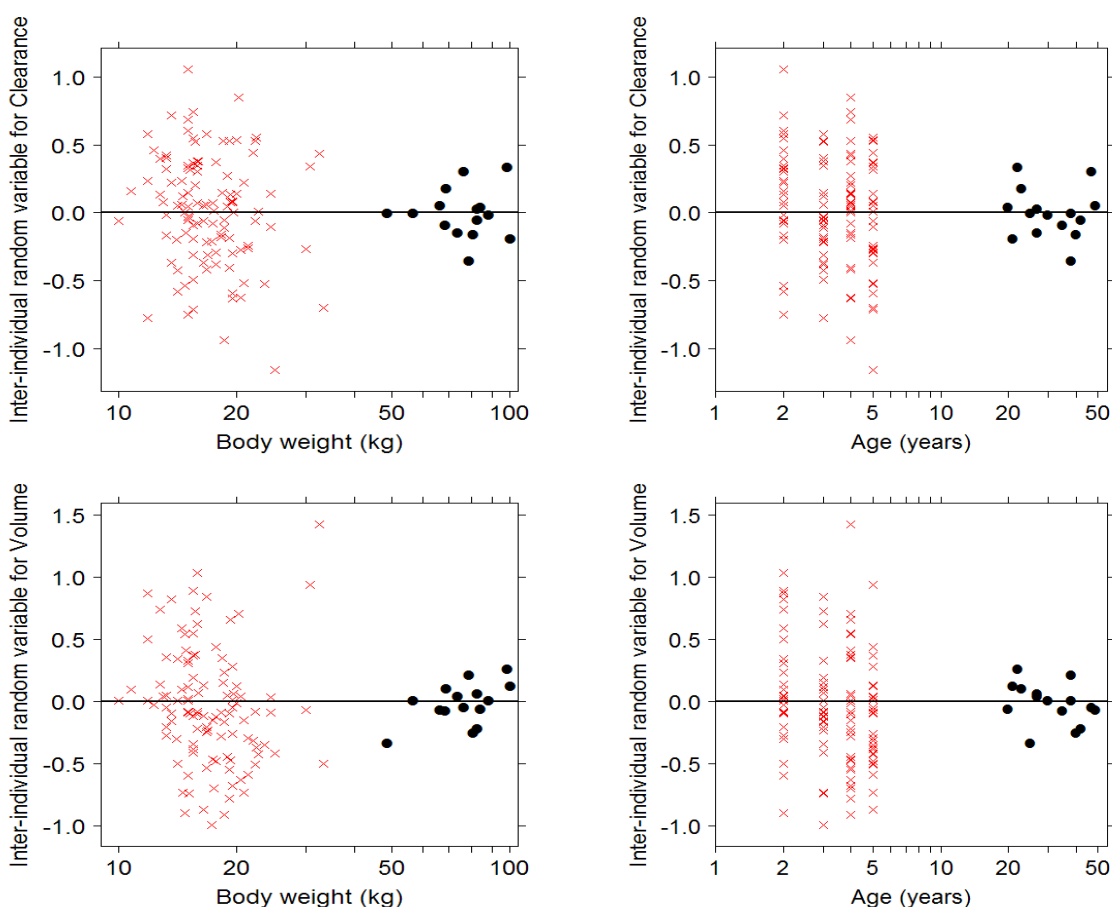 Inter-individual random variable for Clearance
1.0
0.5
0.0
-0.5
-1.0
10 20 50 100
Body weight (kg)
Inter-individual random variable for Clearance
1.0
0.5
0.0
-0.5
-1.0
1 2 3 5 10 20 50
Age (years)
Inter-individual random variable for Volume
1.5
1.0
0.5
0.0
-0.5
-1.0
10 20 50 100
Body weight (kg)
Inter-individual random variable for Volume
1.5
1.0
0.5
0.0
-0.5
-1.0
1 2 3 5 10 20 50
Age (years)